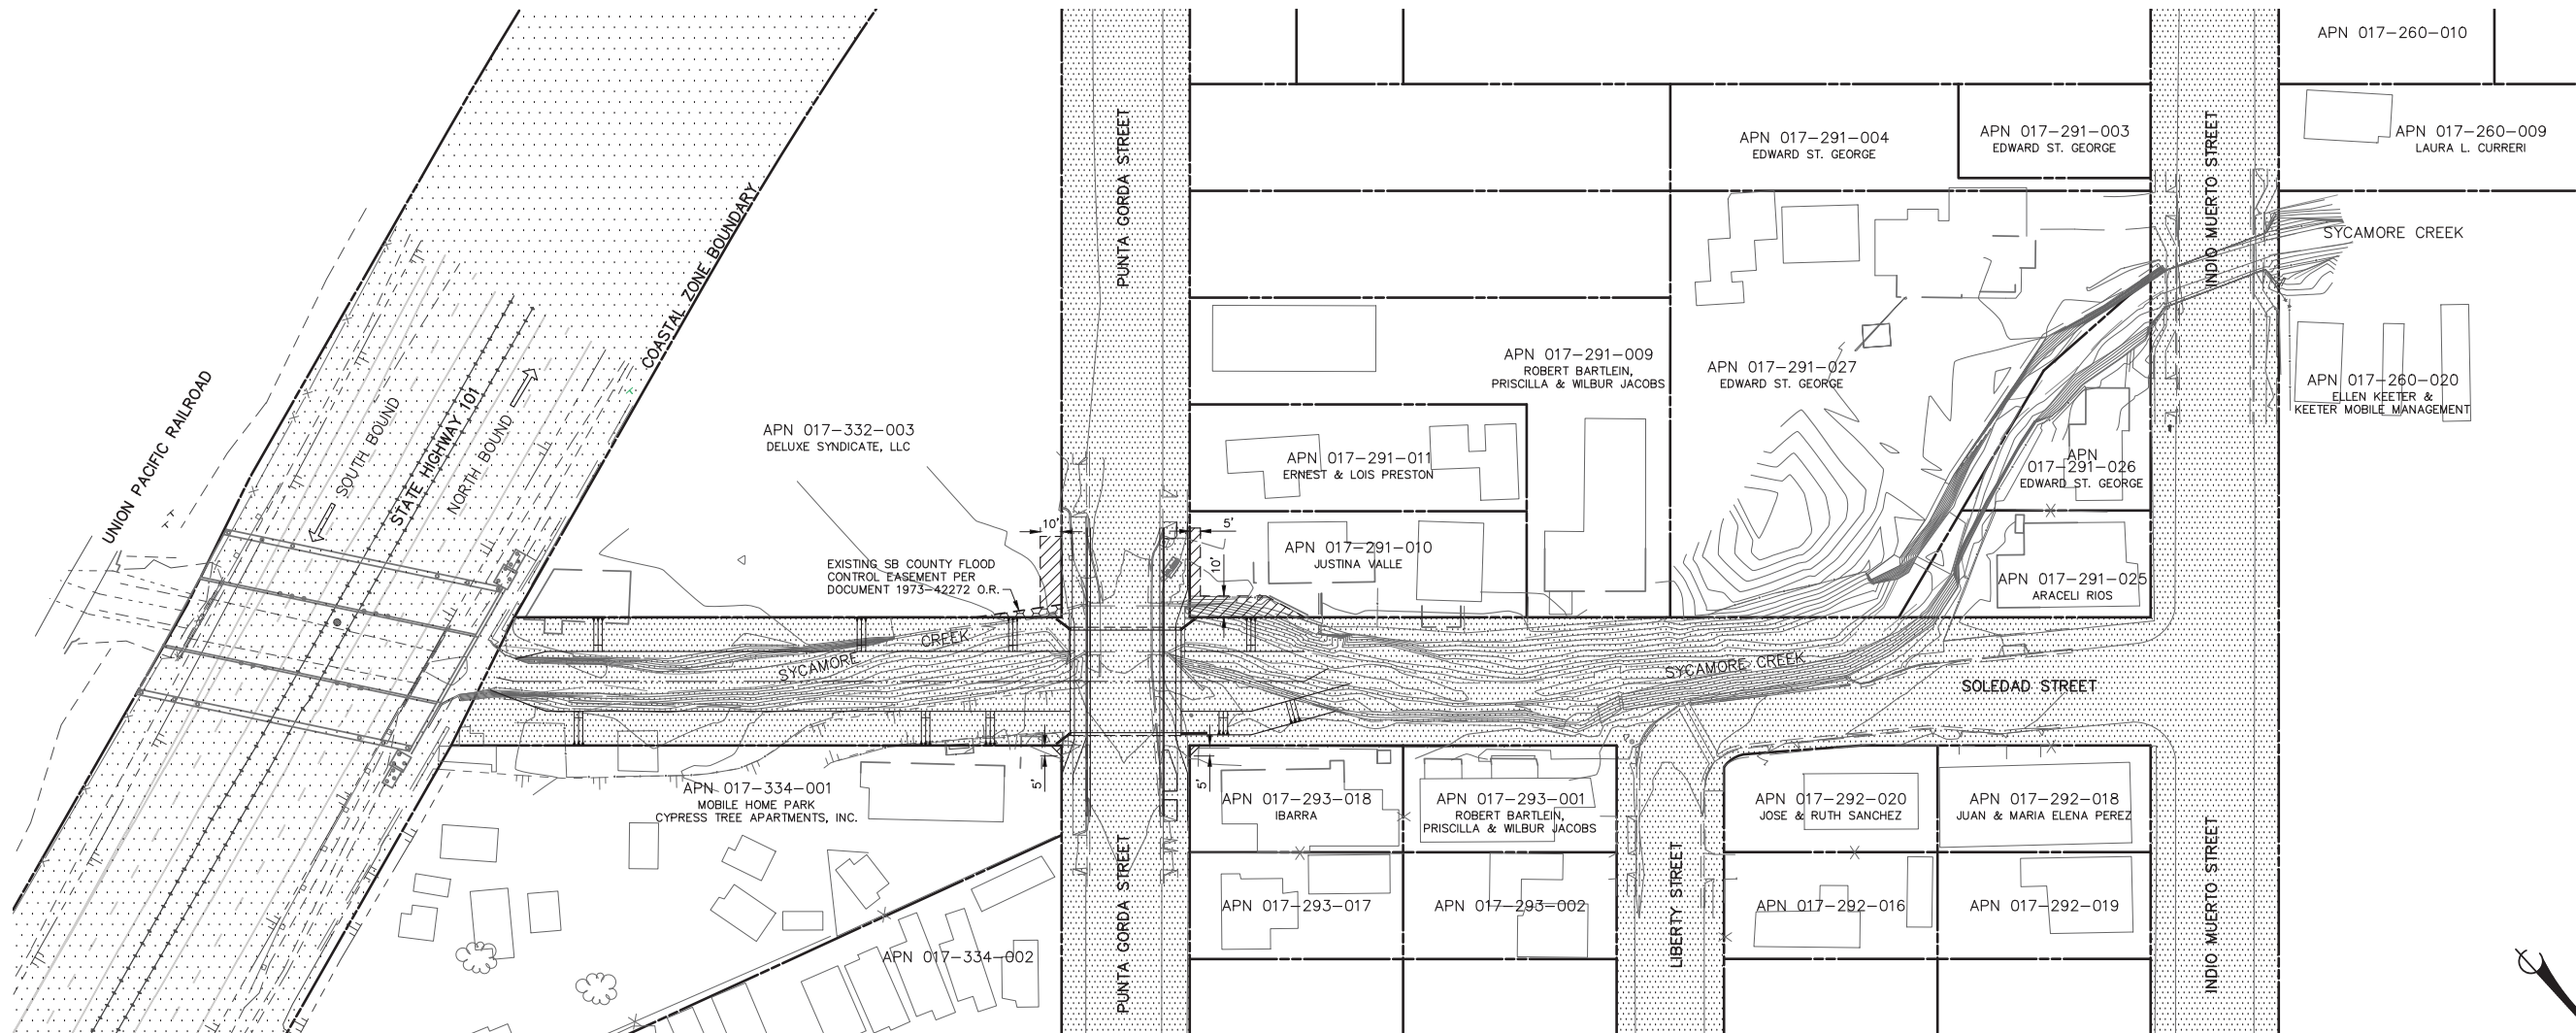 APN 017-260-010
APN 017-291-004
EDWARD ST. GEORGE
APN 017-291-003
EDWARD ST. GEORGE
APN 017-260-009
LAURA L. CURRERI
PUNTA GORDA STREET
INDIO MUERTO STREET
SYCAMORE CREEK
COASTAL ZONE BOUNDARY
UNION PACIFIC RAILROAD
SOUTH BOUND
STATE HIGHWAY 101
NORTH BOUND
APN 017-332-003
DELUXE SYNDICATE, LLC
APN 017-291-009
ROBERT BARTLEIN,
PRISCILLA & WILBUR JACOBS
APN 017-291-027
EDWARD ST. GEORGE
APN 017-260-020
ELLEN KEETER &
KEETER MOBILE MANAGEMENT
APN 017-291-011
ERNEST & LOIS PRESTON
APN
017-291-026
EDWARD ST. GEORGE
10'
5'
10'
EXISTING SB COUNTY FLOOD
CONTROL EASEMENT PER
DOCUMENT 1973-42272 O.R.
APN 017-291-010
JUSTINA VALLE
APN 017-291-025
ARACELI RIOS
SYCAMORE CREEK
SYCAMORE CREEK
SOLEDAD STREET
5'
5'
APN 017-334-001
MOBILE HOME PARK
CYPRESS TREE APARTMENTS, INC.
APN 017-293-018
IBARRA
APN 017-293-001
ROBERT BARTLEIN,
PRISCILLA & WILBUR JACOBS
APN 017-292-020
JOSE & RUTH SANCHEZ
APN 017-292-018
JUAN & MARIA ELENA PEREZ
PUNTA GORDA STREET
LIBERTY STREET
INDIO MUERTO STREET
APN 017-293-017
APN 017-293-002
APN 017-292-016
APN 017-292-019
APN 017-334-002